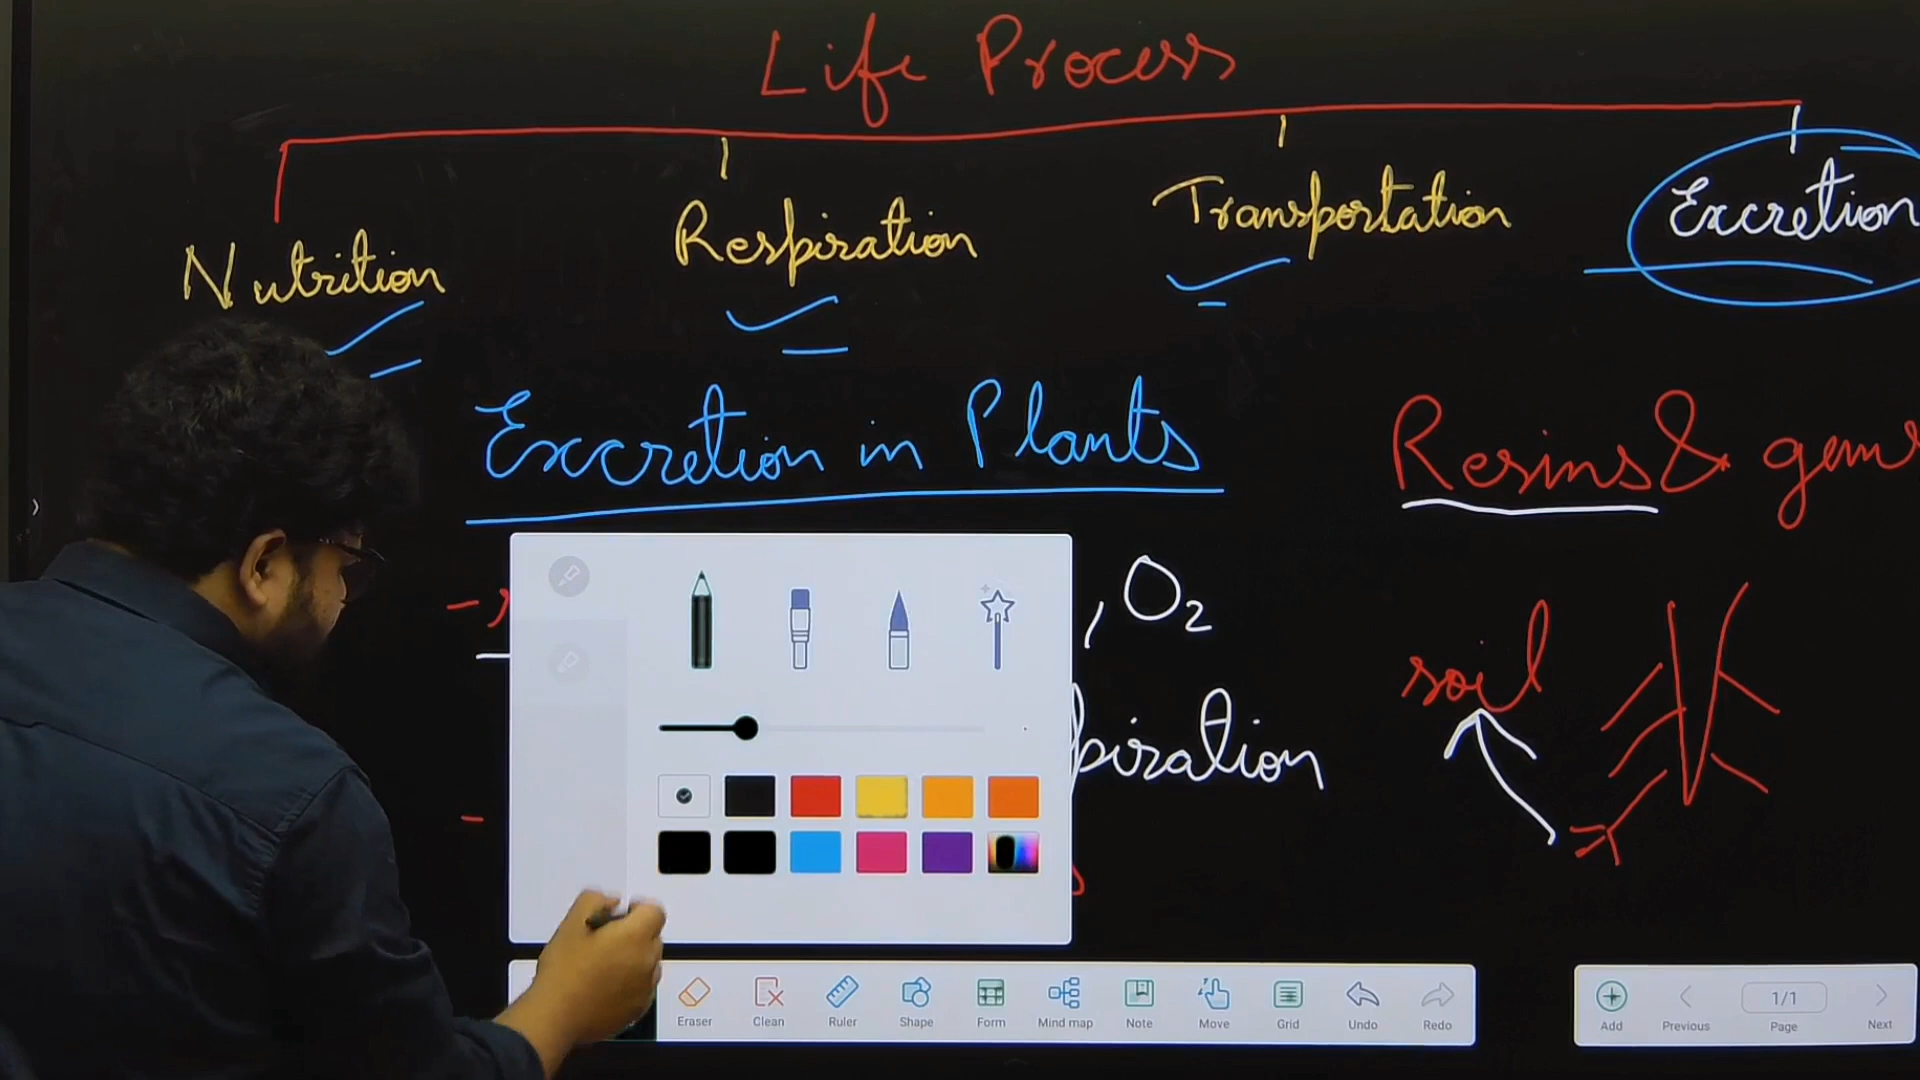 Life Process
Nutrition Respiration Transportation Excretion
Excretion in Plants
Resins & gems
, O2
soil
piration
Eraser Clean Ruler Shape Form Mind map Note Move Grid Undo Redo
Add Previous 1/1 Page Next